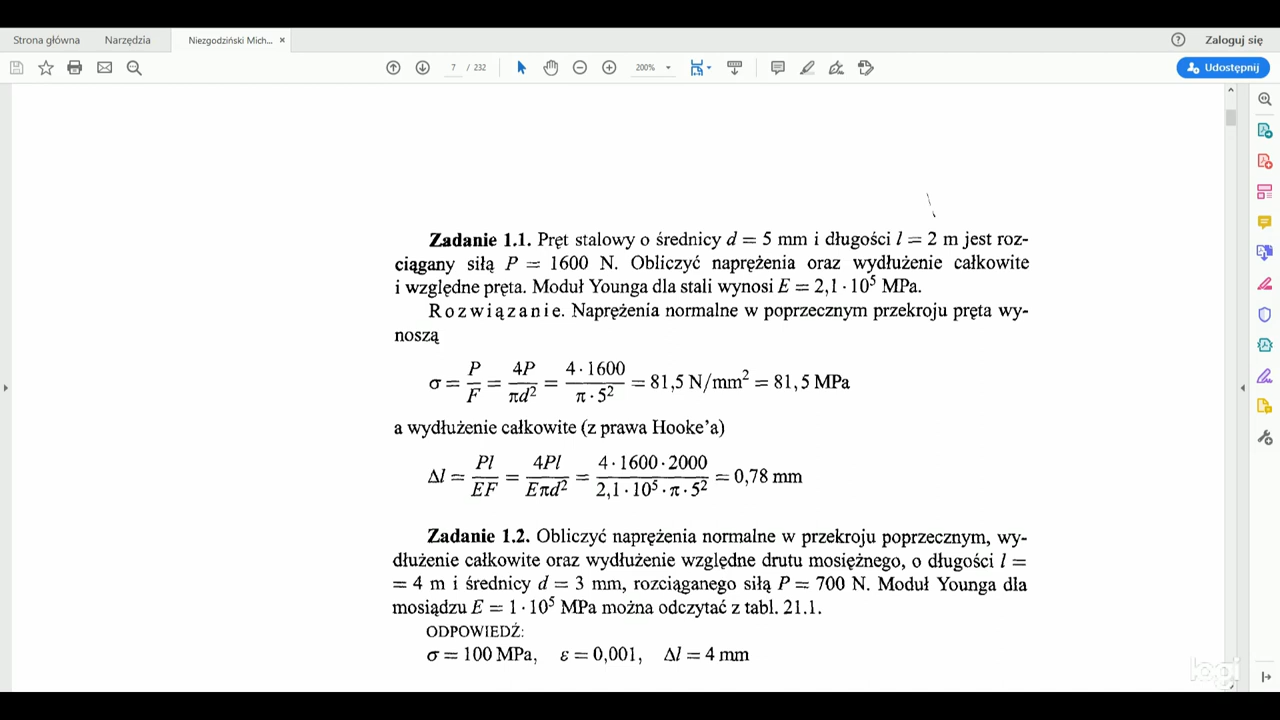 Strona główna Narzędzia Niezgodziński Mich... × Zaloguj się
7 / 232 200% Udostępnij
Zadanie 1.1. Pręt stalowy o średnicy d = 5 mm i długości l = 2 m jest roz-
ciągany siłą P = 1600 N. Obliczyć naprężenia oraz wydłużenie całkowite
i względne pręta. Moduł Younga dla stali wynosi E = 2,1 · 10⁵ MPa.
Rozwiązanie. Naprężenia normalne w poprzecznym przekroju pręta wy-
noszą
σ = P/F = 4P/πd² = 4 · 1600/π · 5² = 81,5 N/mm² = 81,5 MPa
a wydłużenie całkowite (z prawa Hooke'a)
Δl = Pl/EF = 4Pl/Eπd² = 4 · 1600 · 2000/2,1 · 10⁵ · π · 5² = 0,78 mm
Zadanie 1.2. Obliczyć naprężenia normalne w przekroju poprzecznym, wy-
dłużenie całkowite oraz wydłużenie względne drutu mosiężnego, o długości l =
= 4 m i średnicy d = 3 mm, rozciąganego siłą P = 700 N. Moduł Younga dla
mosiądzu E = 1 · 10⁵ MPa można odczytać z tabl. 21.1.
ODPOWIEDŹ:
σ = 100 MPa, ε = 0,001, Δl = 4 mm
logi